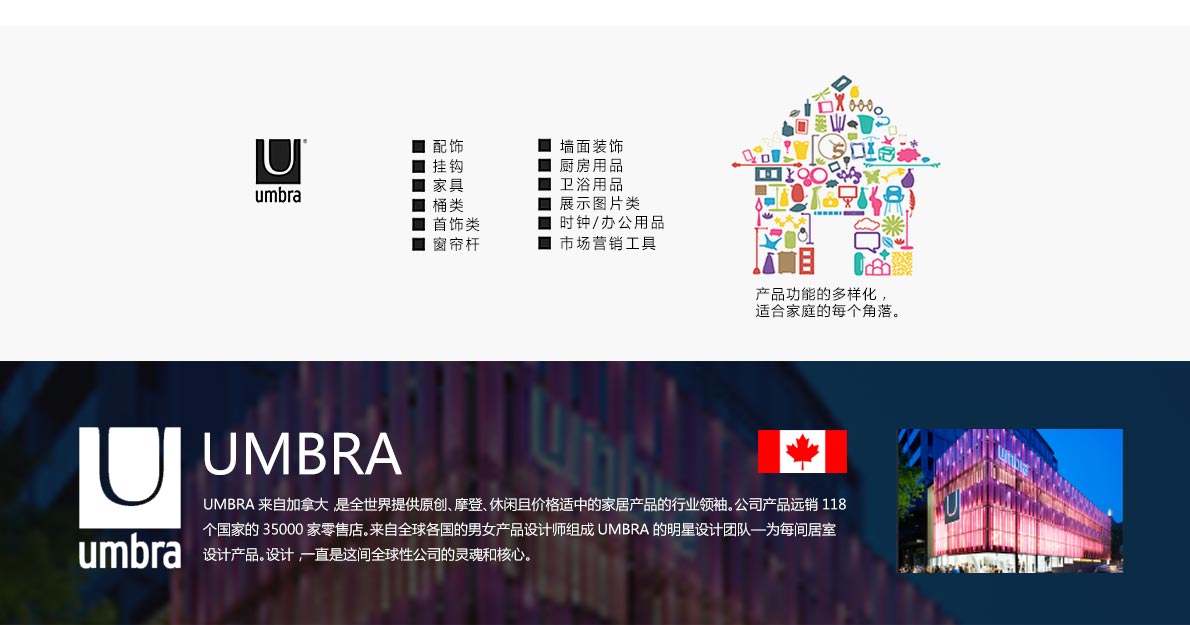 umbra
配饰
挂钩
家具
桶类
首饰类
窗帘杆
墙面装饰
厨房用品
卫浴用品
展示图片类
时钟/办公用品
市场营销工具
产品功能的多样化，
适合家庭的每个角落。
umbra
UMBRA
UMBRA 来自加拿大 ,是全世界提供原创、摩登、休闲且价格适中的家居产品的行业领袖。公司产品远销 118
个国家的 35000 家零售店。来自全球各国的男女产品设计师组成 UMBRA 的明星设计团队—为每间居室
设计产品。设计 ,一直是这间全球性公司的灵魂和核心。
umbra
umbra